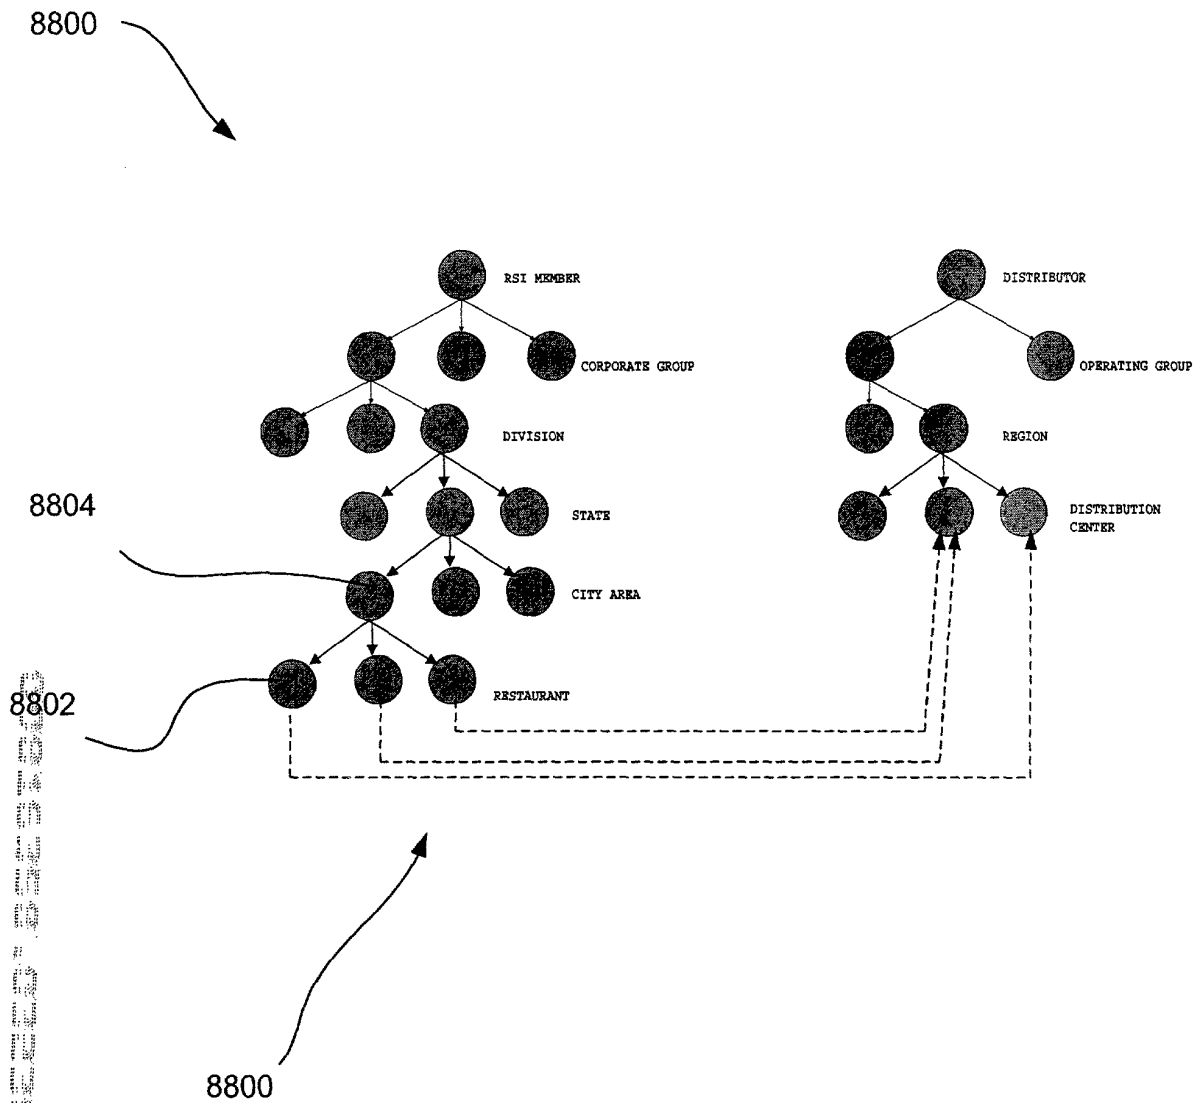 8800
RSI MEMBER
DISTRIBUTOR
CORPORATE GROUP
OPERATING GROUP
DIVISION
REGION
8804
STATE
DISTRIBUTION
CENTER
CITY AREA
8802
RESTAURANT
8800